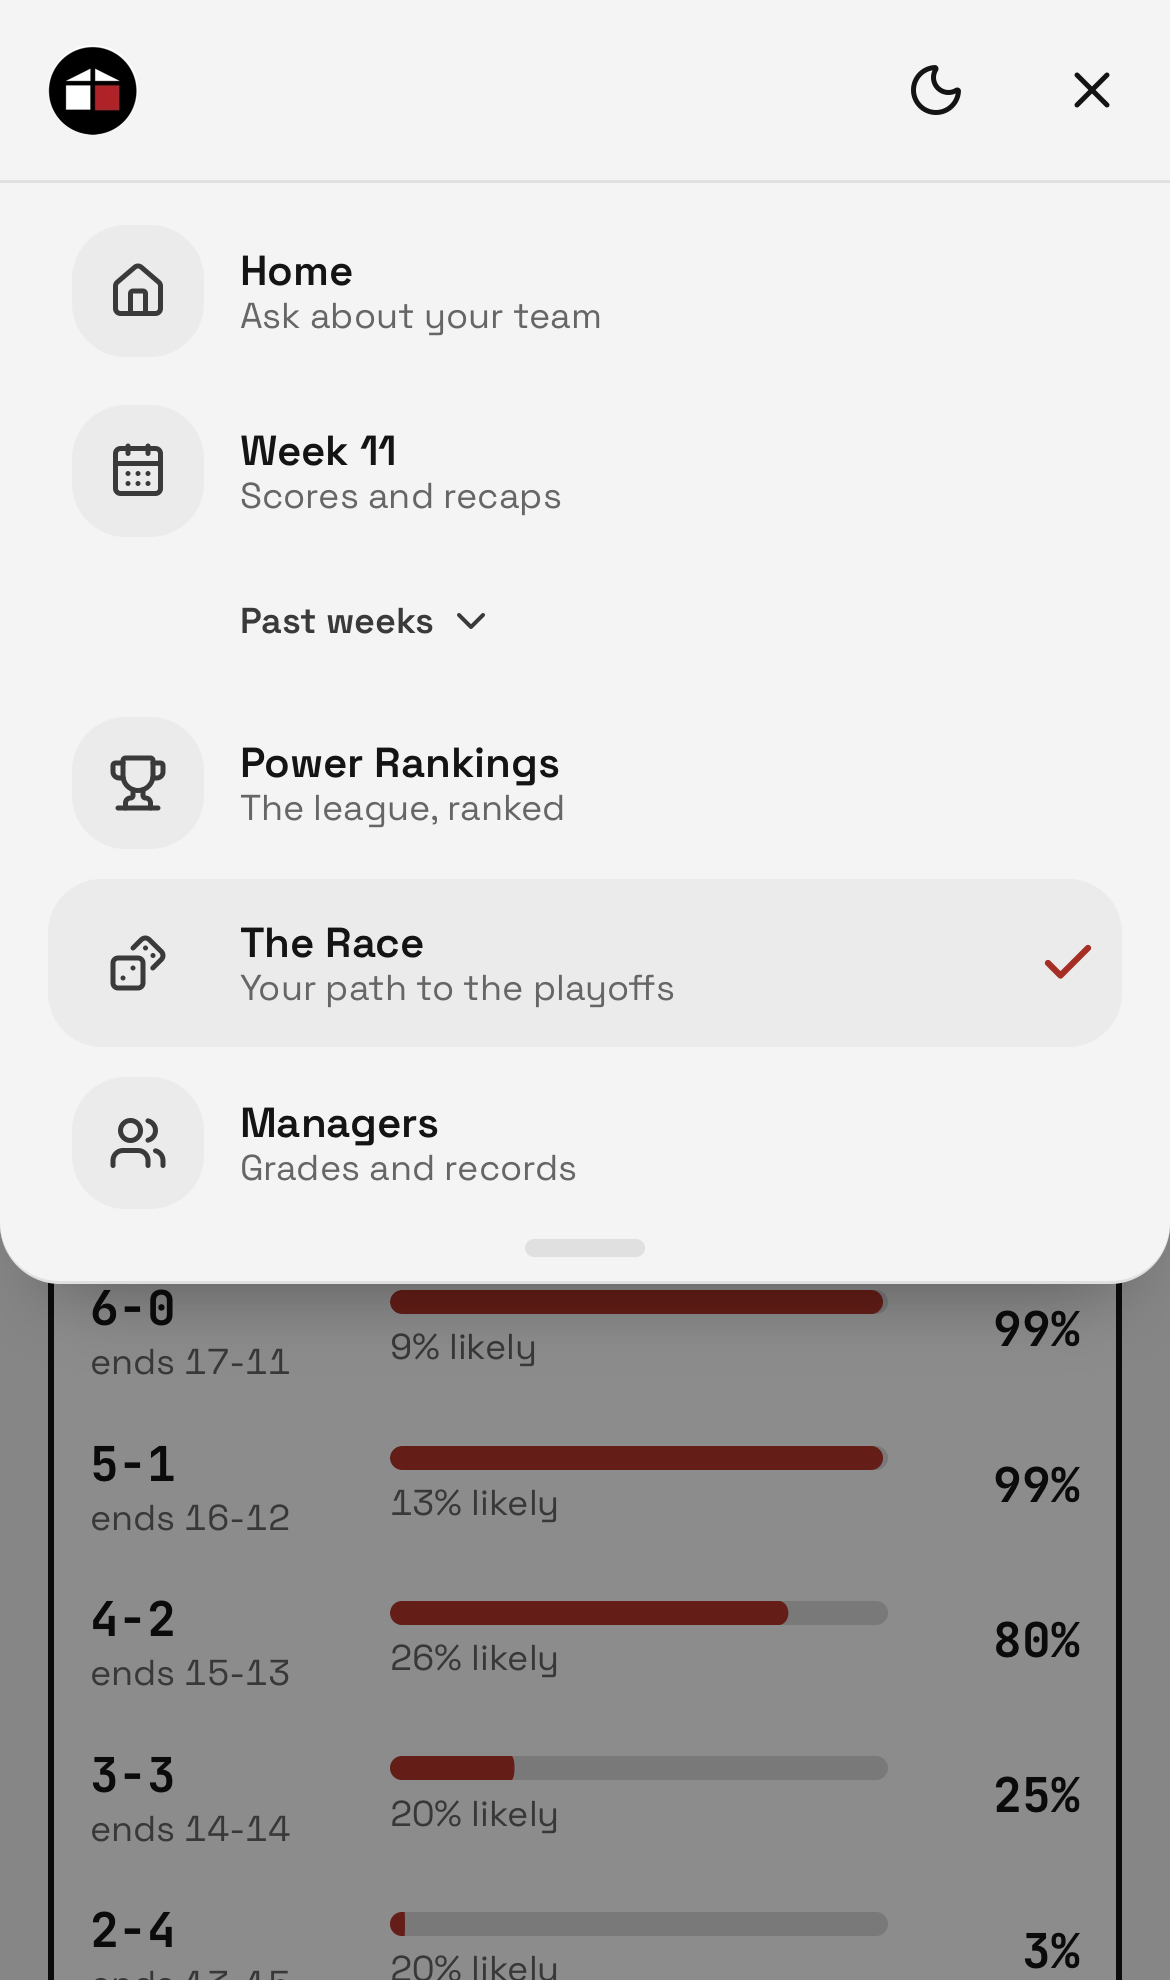 Home
Ask about your team
Week 11
Scores and recaps
Past weeks
Power Rankings
The league, ranked
The Race
Your path to the playoffs
Managers
Grades and records
6-0
9% likely
99%
ends 17-11
5-1
13% likely
99%
ends 16-12
4-2
26% likely
80%
ends 15-13
3-3
20% likely
25%
ends 14-14
2-4
20% likely
3%
ends 13-15